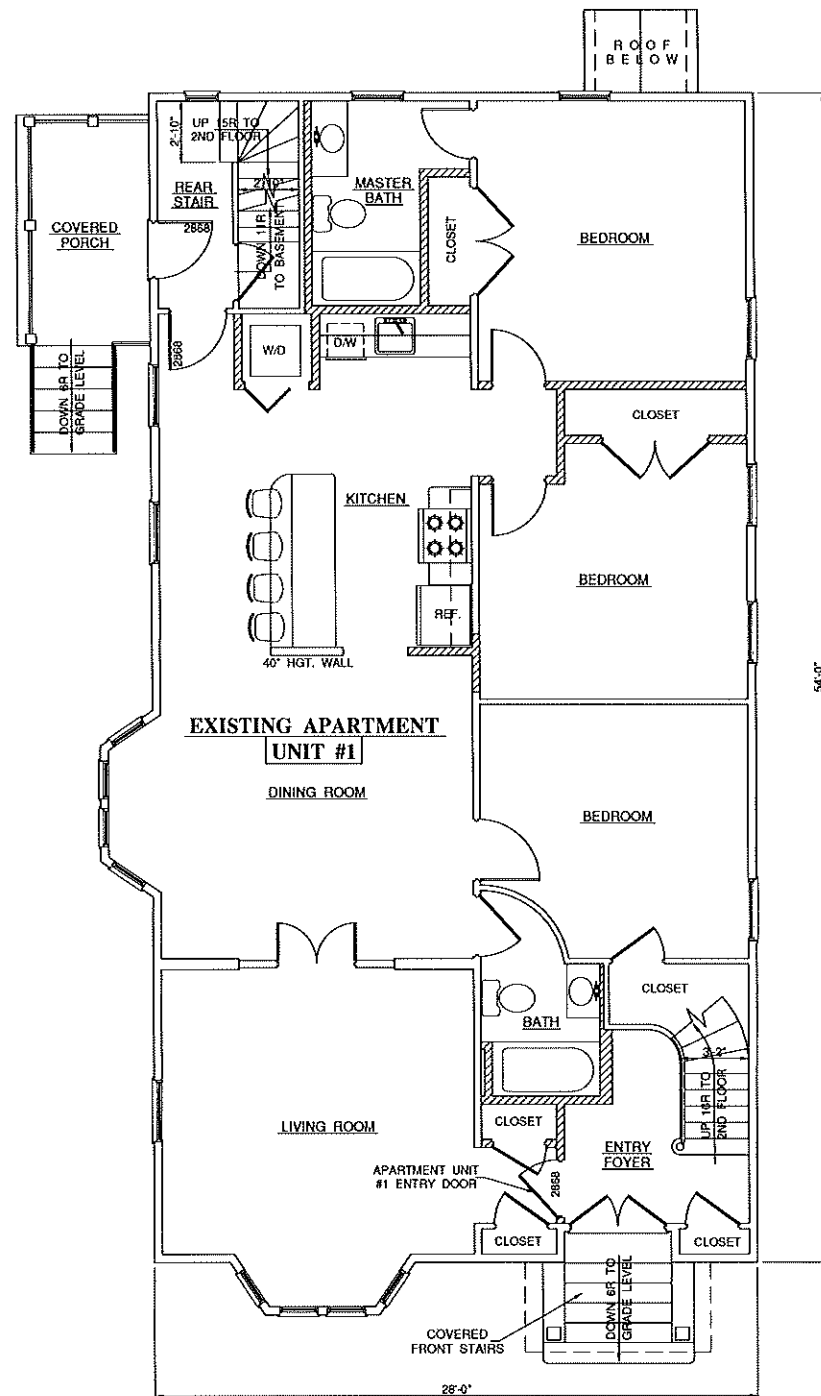 ROOF
BELOW
UP 15R TO
2ND FLOOR
2'-10"
REAR
STAIR
2'-9"
MASTER
BATH
COVERED
PORCH
2868
DOWN 11R
TO BASEMENT
CLOSET
BEDROOM
2868
W/D
D/W
DOWN 6R TO
GRADE LEVEL
CLOSET
KITCHEN
BEDROOM
REF.
40" HGT. WALL
54'-0"
EXISTING APARTMENT
UNIT #1
DINING ROOM
BEDROOM
CLOSET
BATH
3'-2"
UP 16R TO
2ND FLOOR
LIVING ROOM
CLOSET
ENTRY
FOYER
APARTMENT UNIT
#1 ENTRY DOOR
2868
CLOSET
CLOSET
DOWN 6R TO
GRADE LEVEL
COVERED
FRONT STAIRS
28'-0"